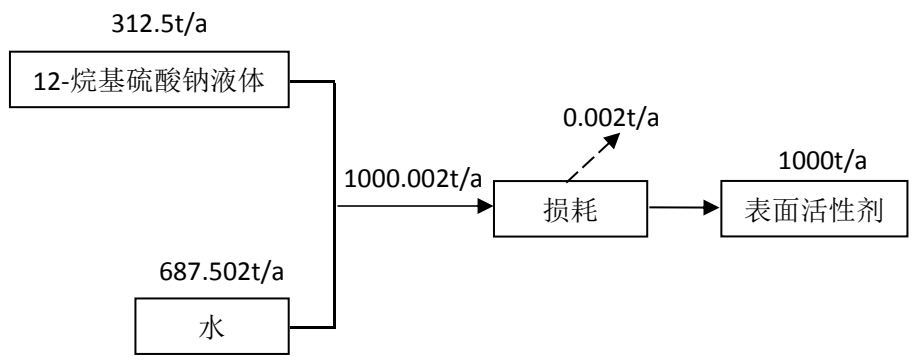 312.5t/a
12-烷基硫酸钠液体
0.002t/a
1000t/a
1000.002t/a
损耗
表面活性剂
687.502t/a
水